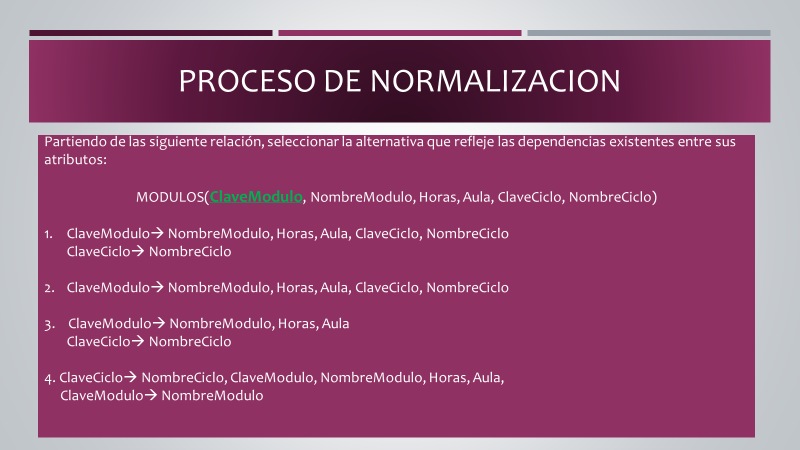 PROCESO DE NORMALIZACION
Partiendo de las siguiente relación, seleccionar la alternativa que refleje las dependencias existentes entre sus
atributos:
MODULOS(ClaveModulo, NombreModulo, Horas, Aula, ClaveCiclo, NombreCiclo)
1. ClaveModulo→ NombreModulo, Horas, Aula, ClaveCiclo, NombreCiclo
ClaveCiclo→ NombreCiclo
2. ClaveModulo→ NombreModulo, Horas, Aula, ClaveCiclo, NombreCiclo
3. ClaveModulo→ NombreModulo, Horas, Aula
ClaveCiclo→ NombreCiclo
4. ClaveCiclo→ NombreCiclo, ClaveModulo, NombreModulo, Horas, Aula,
ClaveModulo→ NombreModulo